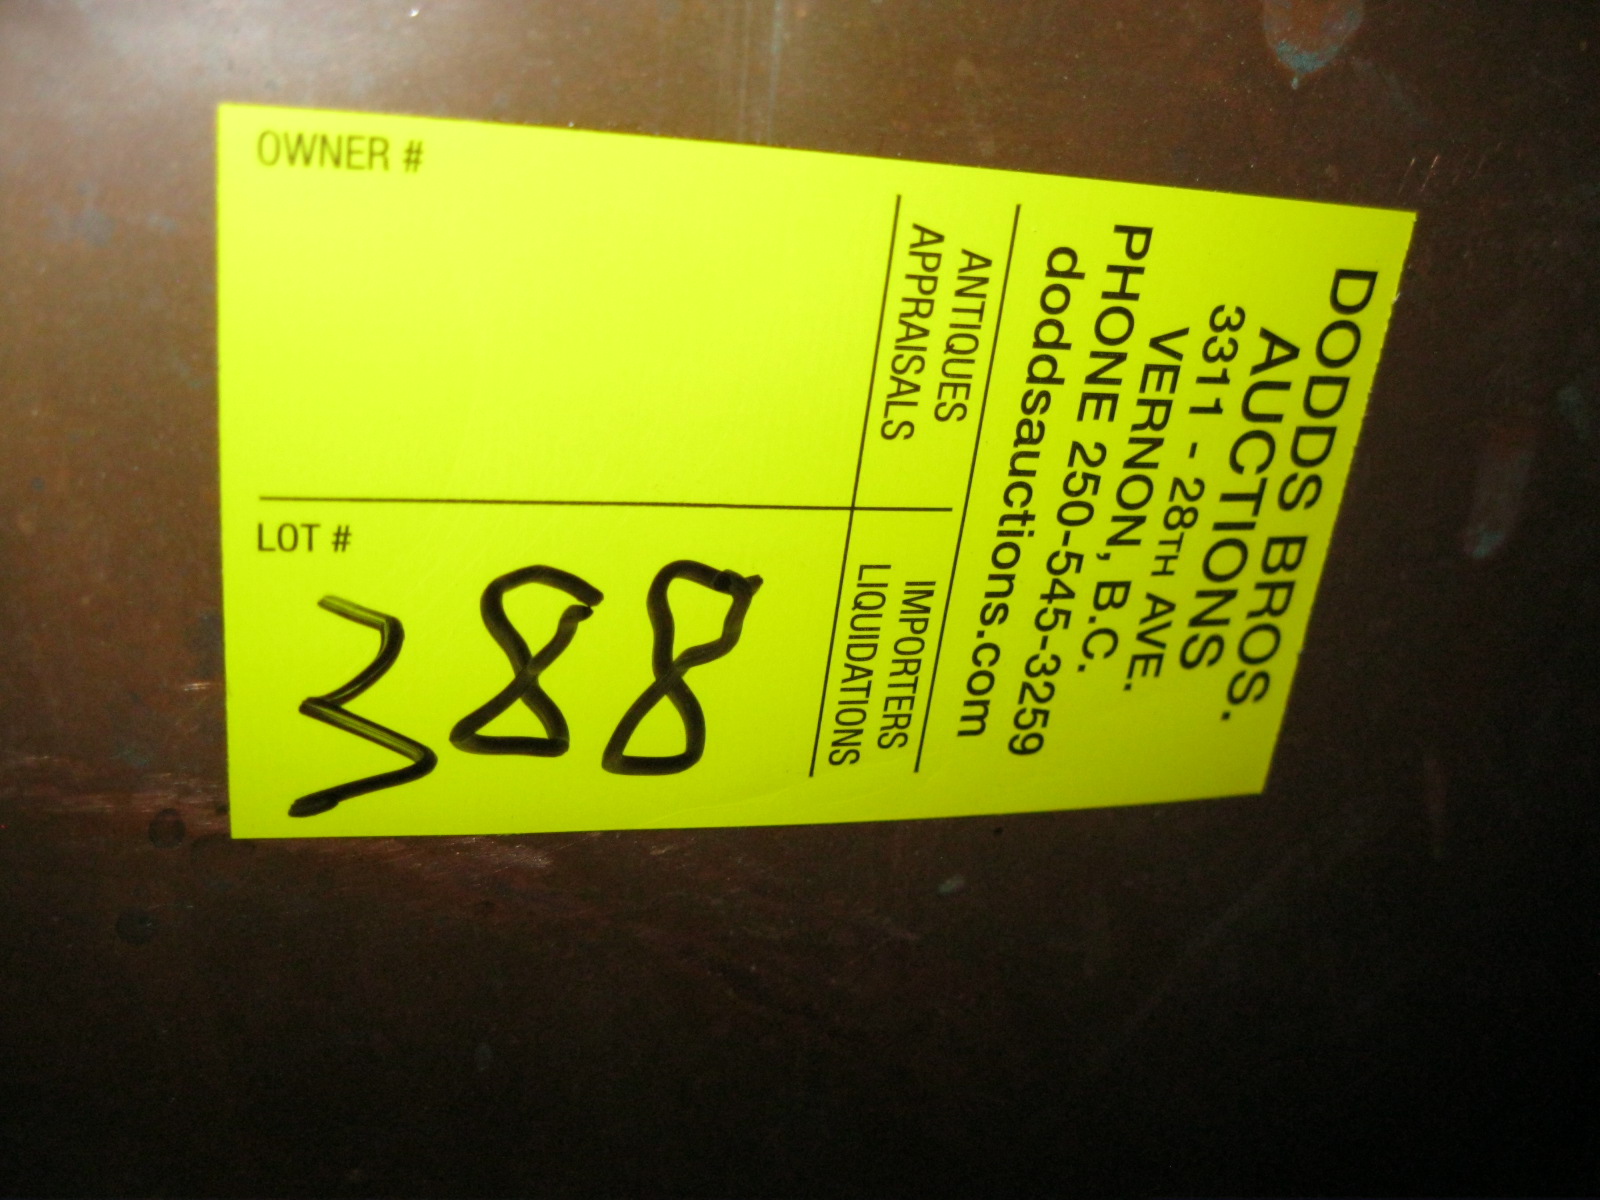 DODDS BROS.
AUCTIONS
3311 - 28TH AVE.
VERNON, B.C.
PHONE 250-545-3259
doddsauctions.com
ANTIQUES
APPRAISALS
IMPORTERS
LIQUIDATIONS
OWNER #
LOT #
388